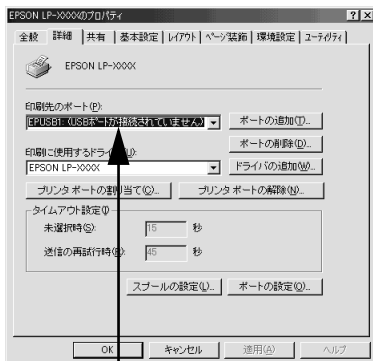 EPSON LP-XXXXのプロパティ
全般 詳細 共有 基本設定 レイアウト ページ装飾 環境設定 ユーティリティ
EPSON LP-XXXX
印刷先のポート(P):
EPUSB1: (USBポートが接続されていません)
ポートの追加(T)...
ポートの削除(D)...
印刷に使用するドライバ(U):
EPSON LP-XXXX
ドライバの追加(W)...
プリンタ ポートの割り当て(C)...
プリンタ ポートの解除(N)...
タイムアウト設定(I)
未選択時(S):
15
秒
送信の再試行時(R):
45
秒
スプールの設定(L)...
ポートの設定(O)...
OK
キャンセル
適用(A)
ヘルプ